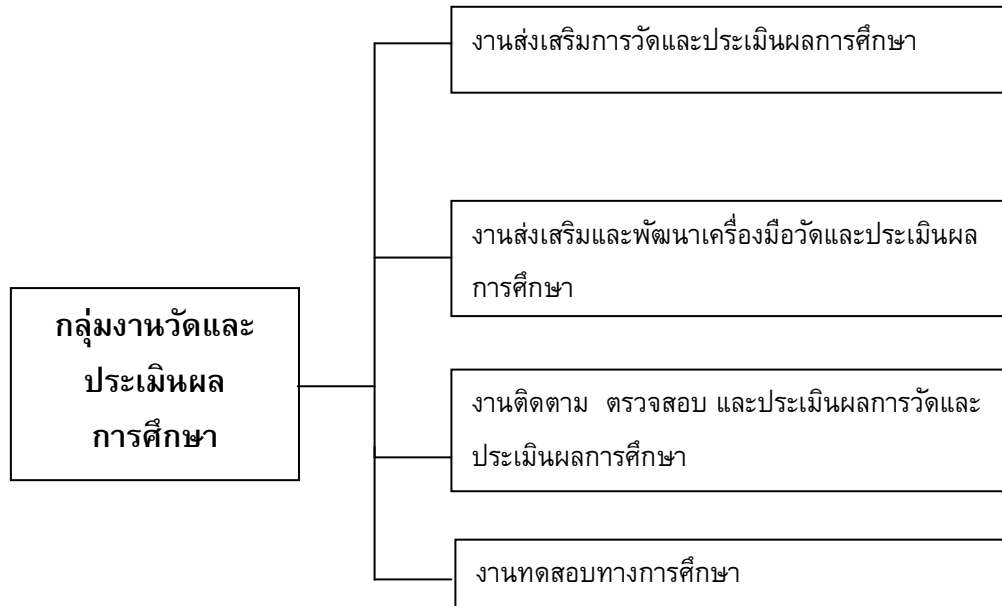 งานส่งเสริมการวัดและประเมินผลการศึกษา
งานส่งเสริมและพัฒนาเครื่องมือวัดและประเมินผล
การศึกษา
กลุ่มงานวัดและ
ประเมินผล
การศึกษา
งานติดตาม ตรวจสอบ และประเมินผลการวัดและ
ประเมินผลการศึกษา
งานทดสอบทางการศึกษา